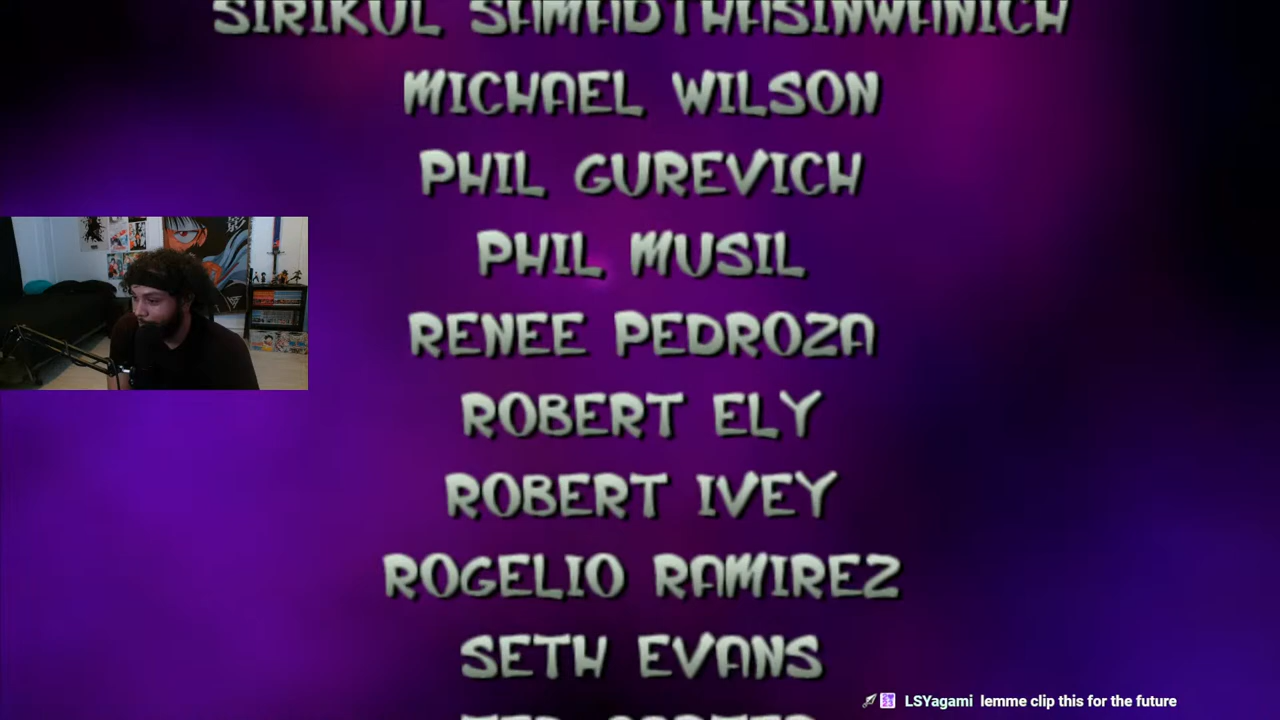 SIRIKUL SAMADTHASINWANICH
MICHAEL WILSON
PHIL GUREVICH
PHIL MUSIL
RENEE PEDROZA
ROBERT ELY
ROBERT IVEY
ROGELIO RAMIREZ
SETH EVANS
LSYagami lemme clip this for the future